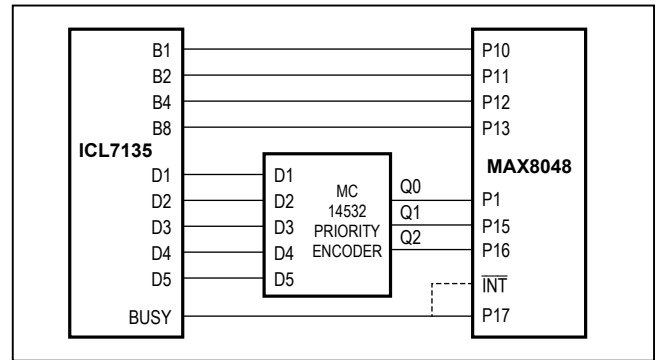 B1
B2
B4
B8
ICL7135
D1
D2
D3
D4
D5
BUSY
D1
D2
D3
D4
D5
MC
14532
PRIORITY
ENCODER
Q0
Q1
Q2
P10
P11
P12
P13
MAX8048
P1
P15
P16
INT
P17